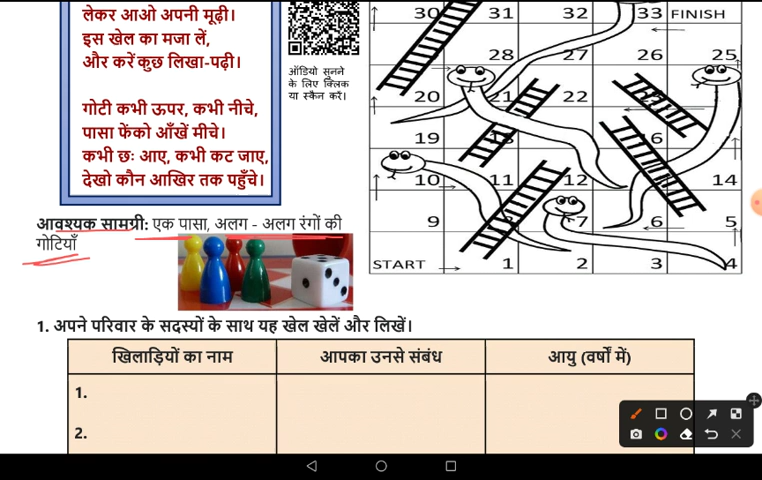 लेकर आओ अपनी मूढ़ी।
इस खेल का मजा लें,
और करें कुछ लिखा-पढ़ी।
गोटी कभी ऊपर, कभी नीचे,
पासा फेंको आँखें मीचे।
कभी छः आए, कभी कट जाए,
देखो कौन आखिर तक पहुँचे।
ऑडियो सुनने
के लिए क्लिक
या स्कैन करें।
30 31 32 33 FINISH
28 27 26 25
20 21 22
19 14
10 11 12
9 7 6 5
START 1 2 3 4
आवश्यक सामग्री: एक पासा, अलग - अलग रंगों की
गोटियाँ
1. अपने परिवार के सदस्यों के साथ यह खेल खेलें और लिखें।
खिलाड़ियों का नाम आपका उनसे संबंध आयु (वर्षों में)
1.
2.